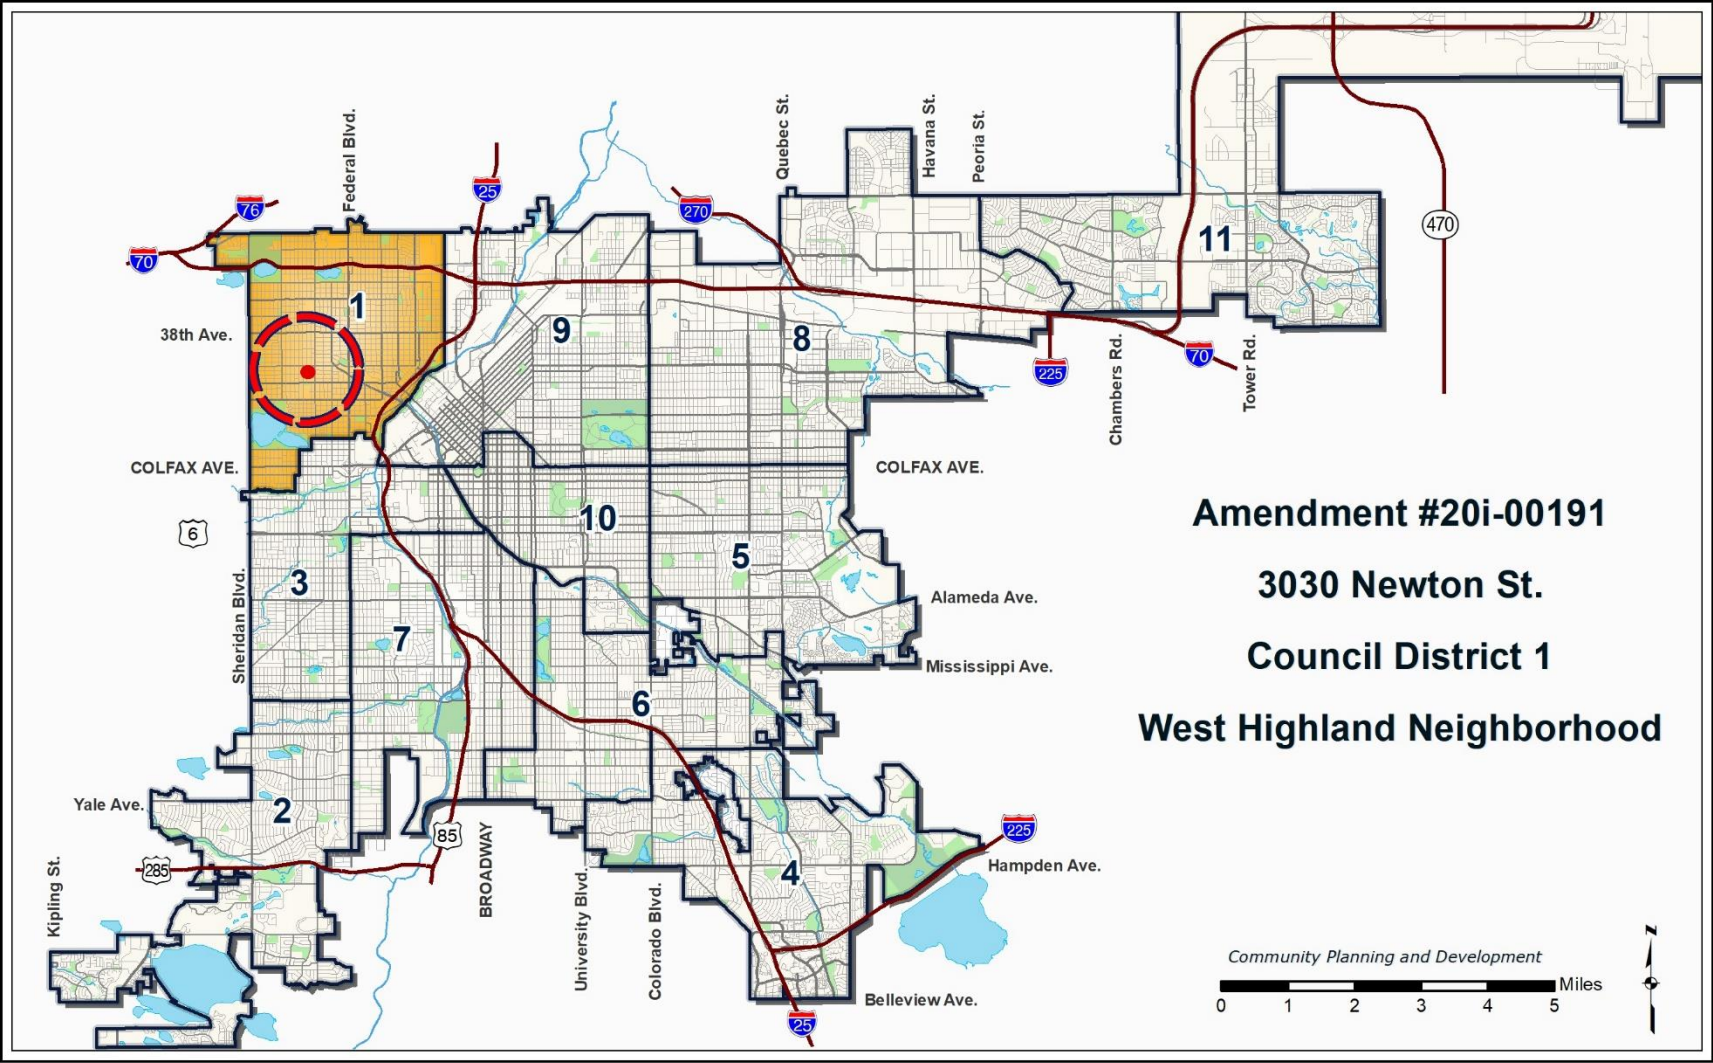 Federal Blvd.
Quebec St.
Havana St.
Peoria St.
76
25
270
470
70
11
1
9
8
38th Ave.
225
70
Chambers Rd.
Tower Rd.
COLFAX AVE.
COLFAX AVE.
6
10
5
3
7
Sheridan Blvd.
Alameda Ave.
Mississippi Ave.
6
Amendment #20i-00191
3030 Newton St.
Council District 1
West Highland Neighborhood
Yale Ave.
2
85
225
285
4
Hampden Ave.
Kipling St.
BROADWAY
University Blvd.
Colorado Blvd.
Belleview Ave.
25
Community Planning and Development
Miles
0 1 2 3 4 5
N